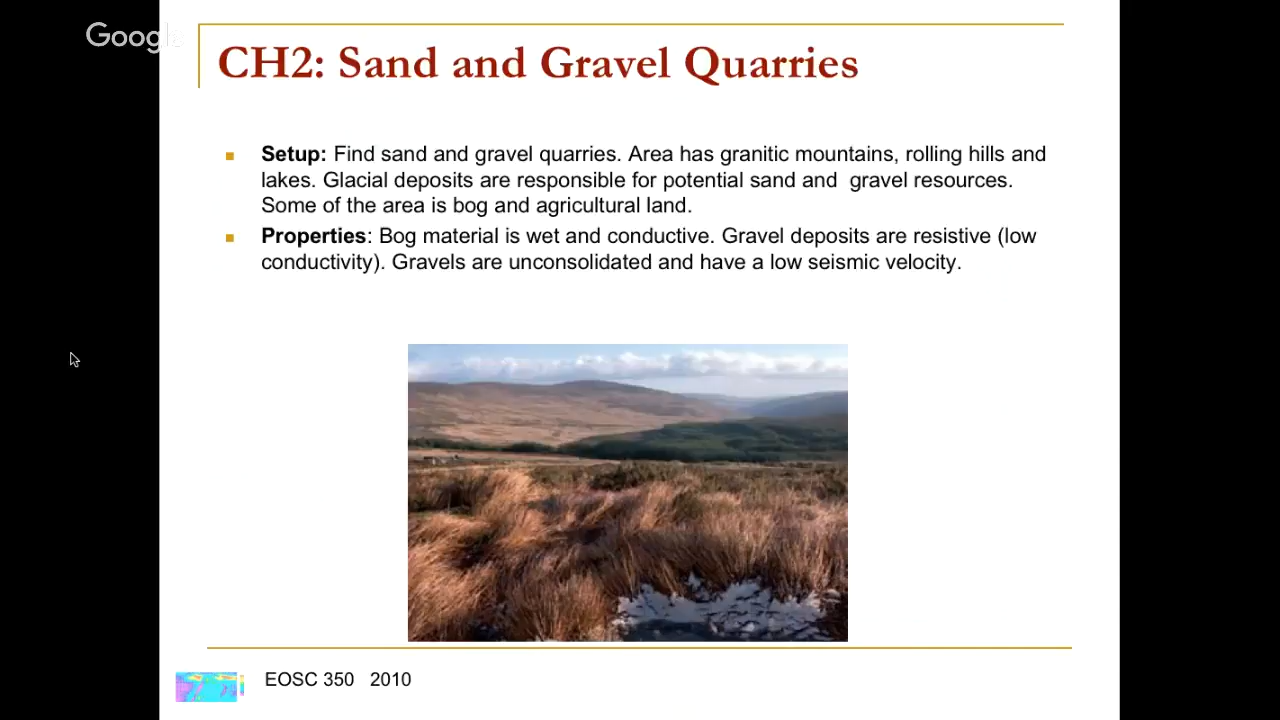 Google
CH2: Sand and Gravel Quarries
Setup: Find sand and gravel quarries. Area has granitic mountains, rolling hills and
lakes. Glacial deposits are responsible for potential sand and gravel resources.
Some of the area is bog and agricultural land.
Properties: Bog material is wet and conductive. Gravel deposits are resistive (low
conductivity). Gravels are unconsolidated and have a low seismic velocity.
EOSC 350 2010